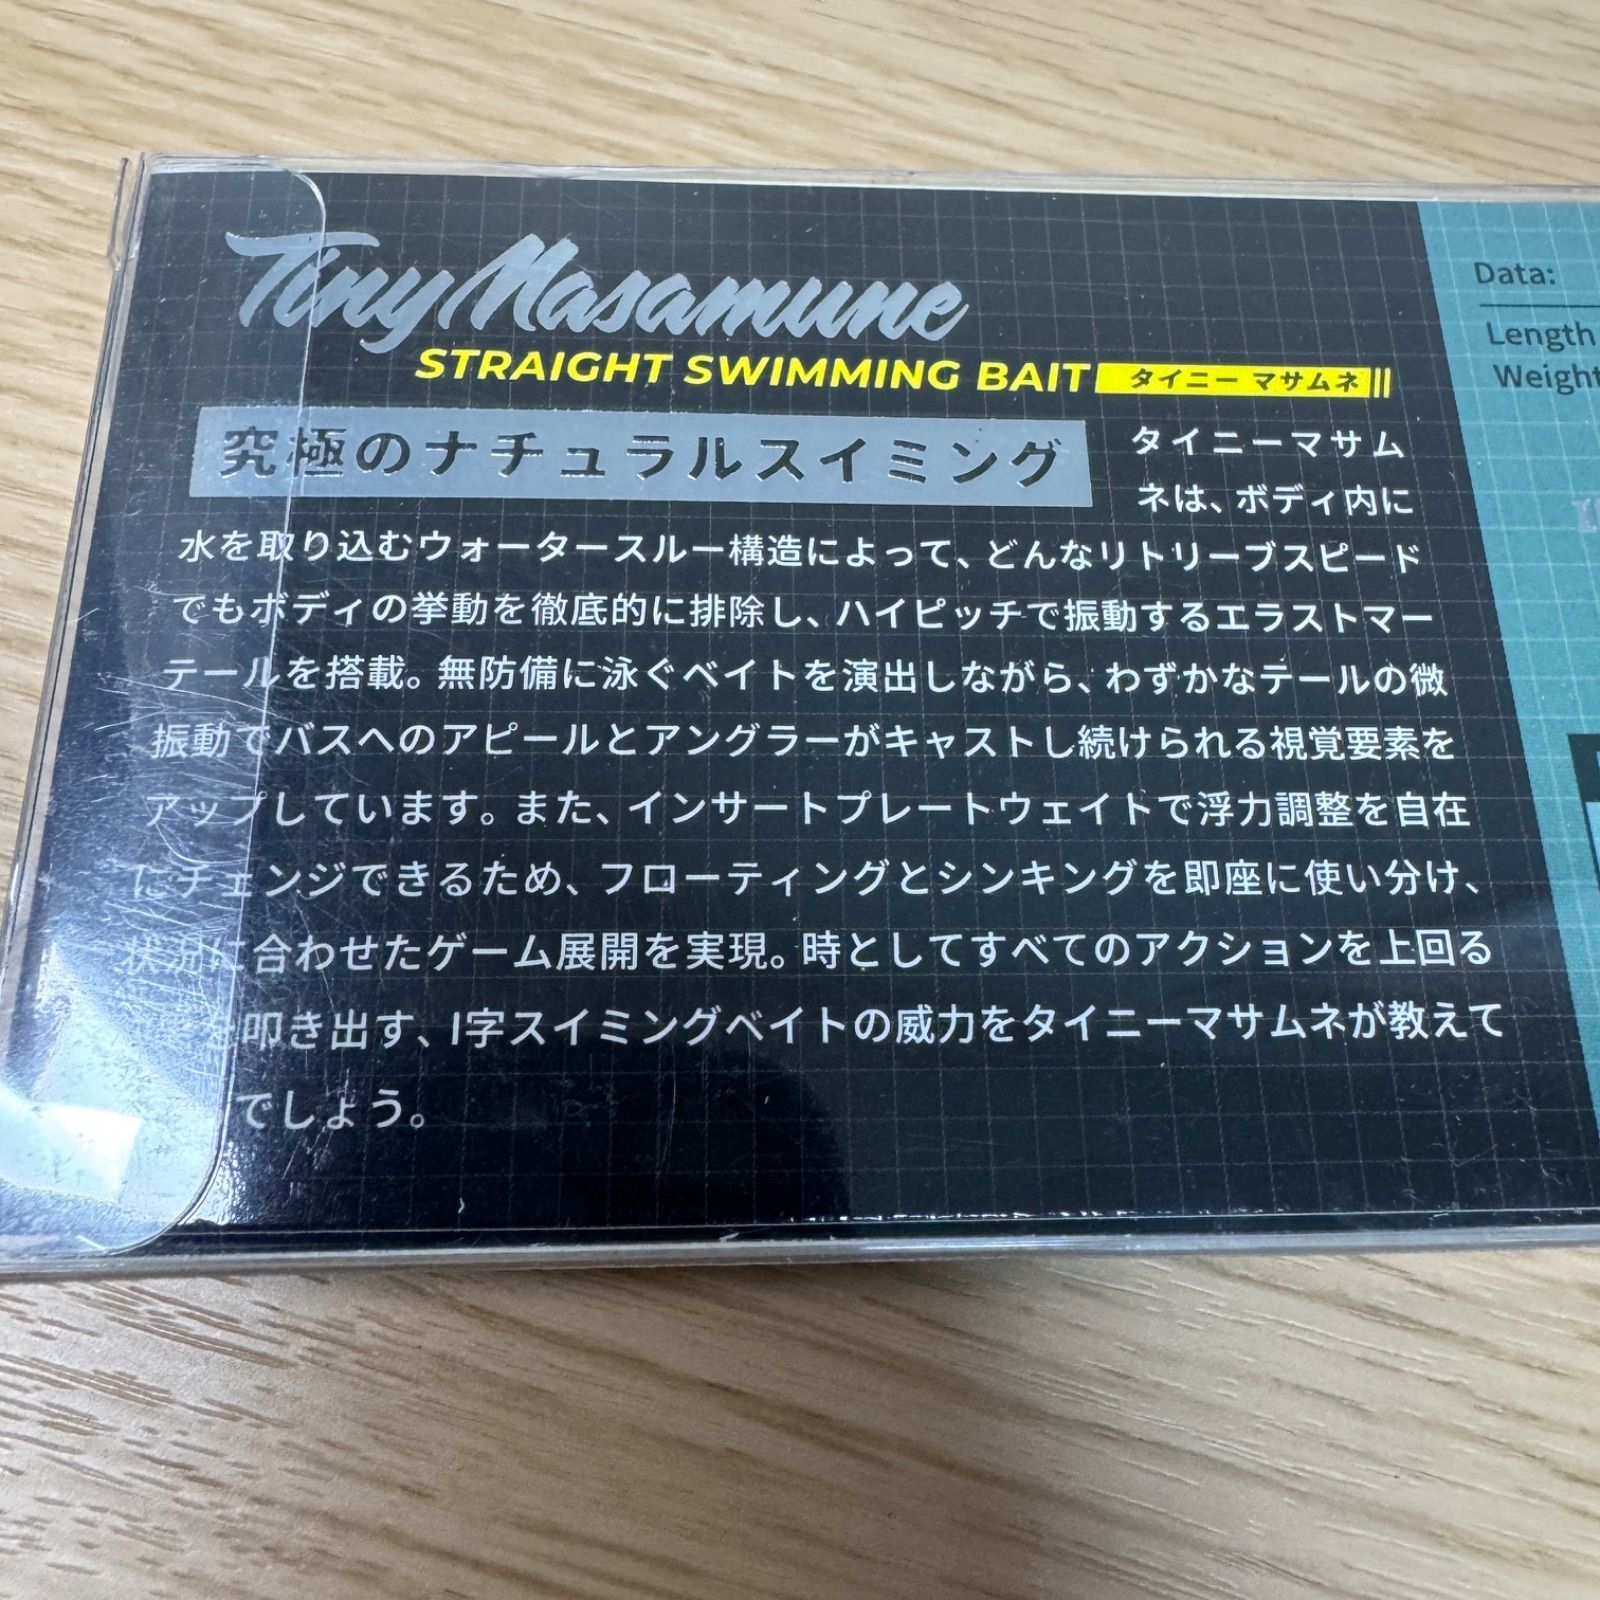 Tiny Masamune
STRAIGHT SWIMMING BAIT タイニー マサムネ
究極のナチュラルスイミング
タイニーマサム
ネは、ボディ内に
水を取り込むウォータースルー構造によって、どんなリトリーブスピード
でもボディの挙動を徹底的に排除し、ハイピッチで振動するエラストマー
テールを搭載。無防備に泳ぐベイトを演出しながら、わずかなテールの微
振動でバスへのアピールとアングラーがキャストし続けられる視覚要素を
アップしています。また、インサートプレートウェイトで浮力調整を自在
にチェンジできるため、フローティングとシンキングを即座に使い分け、
状況に合わせたゲーム展開を実現。時としてすべてのアクションを上回る
を叩き出す、I字スイミングベイトの威力をタイニーマサムネが教えて
でしょう。
Data:
Length
Weight